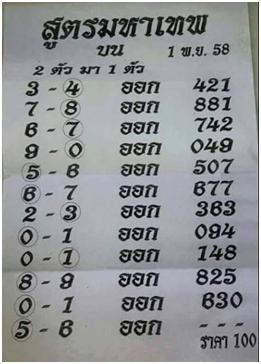 สูตรมหาเทพ
บน 1 พ.ย. 58
2 ตัว มา 1 ตัว
3 - 4 ออก 421
7 - 8 ออก 881
6 - 7 ออก 742
9 - 0 ออก 049
5 - 6 ออก 507
6 - 7 ออก 677
2 - 3 ออก 363
0 - 1 ออก 094
0 - 1 ออก 148
8 - 9 ออก 825
0 - 1 ออก 630
5 - 6 ออก - - -
ราคา 100